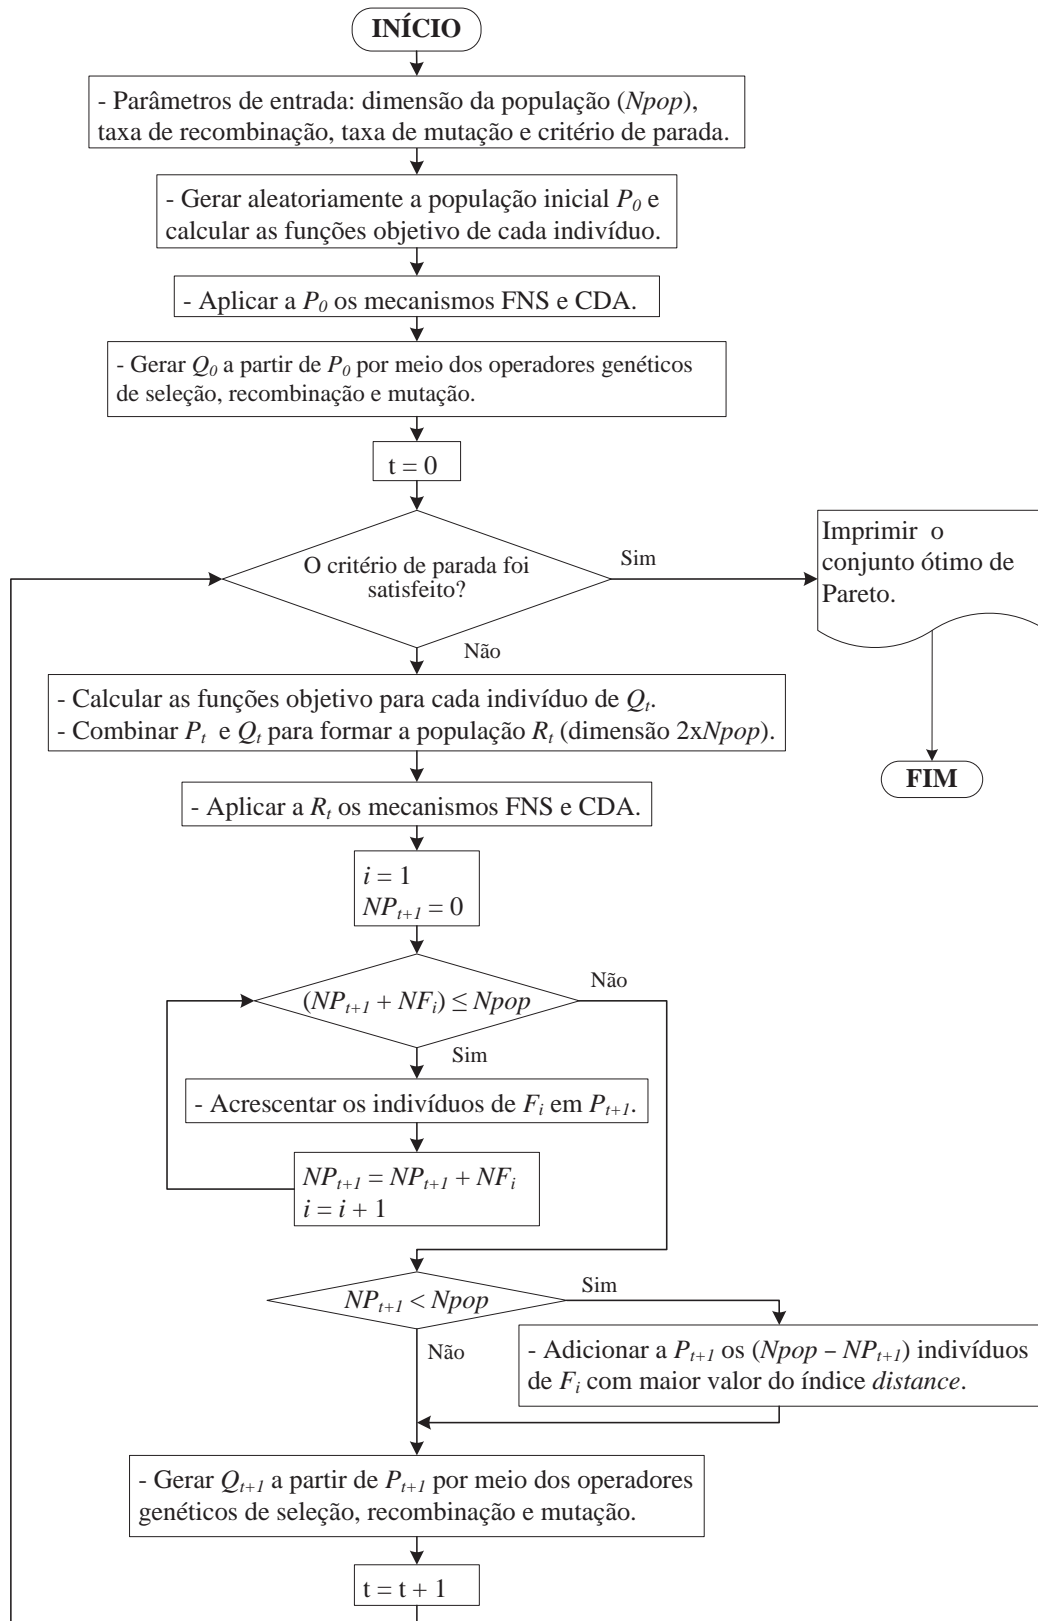 INÍCIO
- Parâmetros de entrada: dimensão da população (Npop),
taxa de recombinação, taxa de mutação e critério de parada.
- Gerar aleatoriamente a população inicial P0 e
calcular as funções objetivo de cada indivíduo.
- Aplicar a P0 os mecanismos FNS e CDA.
- Gerar Q0 a partir de P0 por meio dos operadores genéticos
de seleção, recombinação e mutação.
t = 0
O critério de parada foi
satisfeito?
Sim
Imprimir o
conjunto ótimo de
Pareto.
FIM
Não
- Calcular as funções objetivo para cada indivíduo de Qt.
- Combinar Pt e Qt para formar a população Rt (dimensão 2xNpop).
- Aplicar a Rt os mecanismos FNS e CDA.
i = 1
NPt+1 = 0
(NPt+1 + NFi) ≤ Npop
Não
Sim
- Acrescentar os indivíduos de Fi em Pt+1.
NPt+1 = NPt+1 + NFi
i = i + 1
NPt+1 < Npop
Sim
Não
- Adicionar a Pt+1 os (Npop – NPt+1) indivíduos
de Fi com maior valor do índice distance.
- Gerar Qt+1 a partir de Pt+1 por meio dos operadores
genéticos de seleção, recombinação e mutação.
t = t + 1